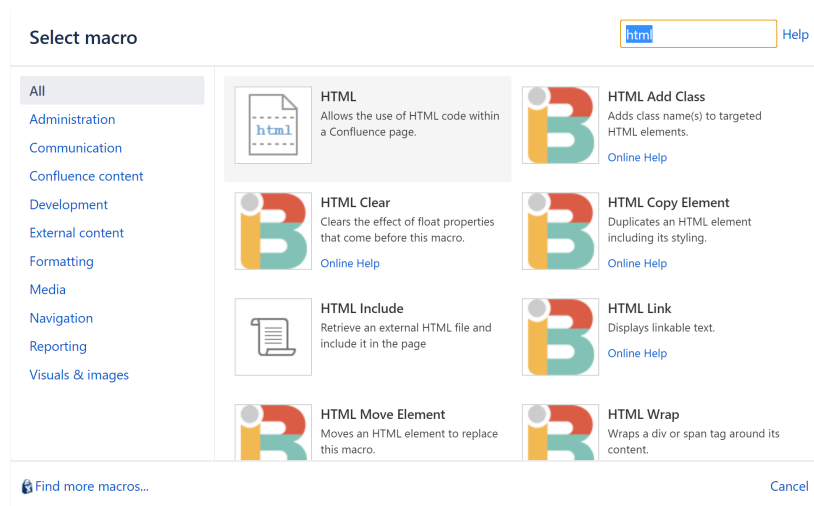 Select macro
html
Help
All
Administration
Communication
Confluence content
Development
External content
Formatting
Media
Navigation
Reporting
Visuals & images
html
HTML
Allows the use of HTML code within
a Confluence page.
HTML Add Class
Adds class name(s) to targeted
HTML elements.
Online Help
HTML Clear
Clears the effect of float properties
that come before this macro.
Online Help
HTML Copy Element
Duplicates an HTML element
including its styling.
Online Help
HTML Include
Retrieve an external HTML file and
include it in the page
HTML Link
Displays linkable text.
Online Help
HTML Move Element
Moves an HTML element to replace
this macro.
HTML Wrap
Wraps a div or span tag around its
content.
Find more macros...
Cancel